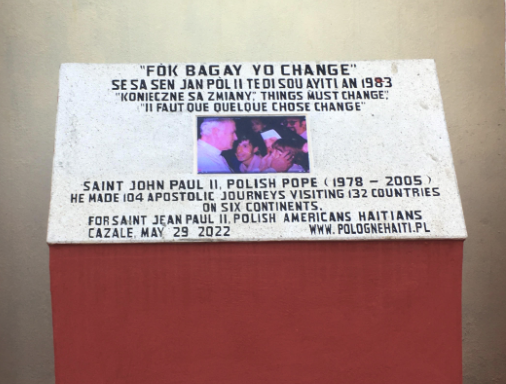 "FÒK BAGAY YO CHANGE"
SE SA SEN JAN PÒL II TE DI SOU AYITI AN 1983
"KONIECZNE SA ZMIANY", "THINGS MUST CHANGE",
"II FAUT QUE QUELQUE CHOSE CHANGE"
SAINT JOHN PAUL II, POLISH POPE (1978 - 2005)
HE MADE 104 APOSTOLIC JOURNEYS VISITING 132 COUNTRIES
ON SIX CONTINENTS.
FOR SAINT JEAN PAUL II, POLISH AMERICANS HAITIANS
CAZALE, MAY 29 2022 WWW.POLOGNEHAITI.PL